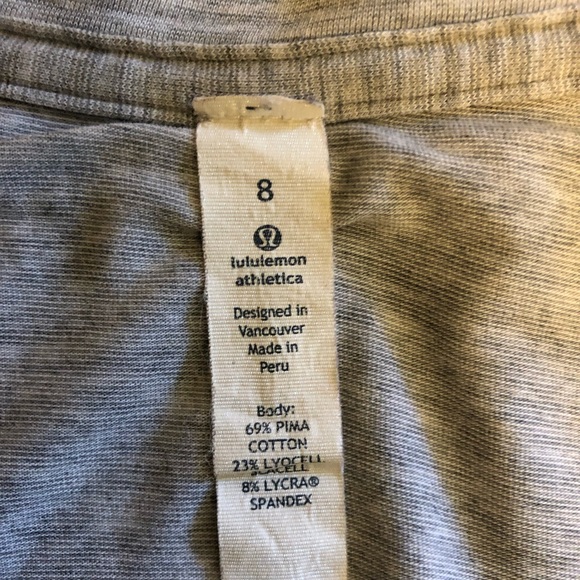 8
lululemon
athletica
Designed in
Vancouver
Made in
Peru
Body:
69% PIMA
COTTON
23% LYOCELL
8% LYCRA®
SPANDEX